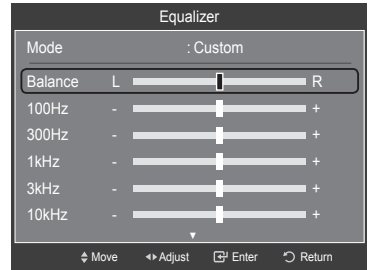 Equalizer
Mode : Custom
Balance L R
100Hz - +
300Hz - +
1kHz - +
3kHz - +
10kHz - +
Move Adjust Enter Return